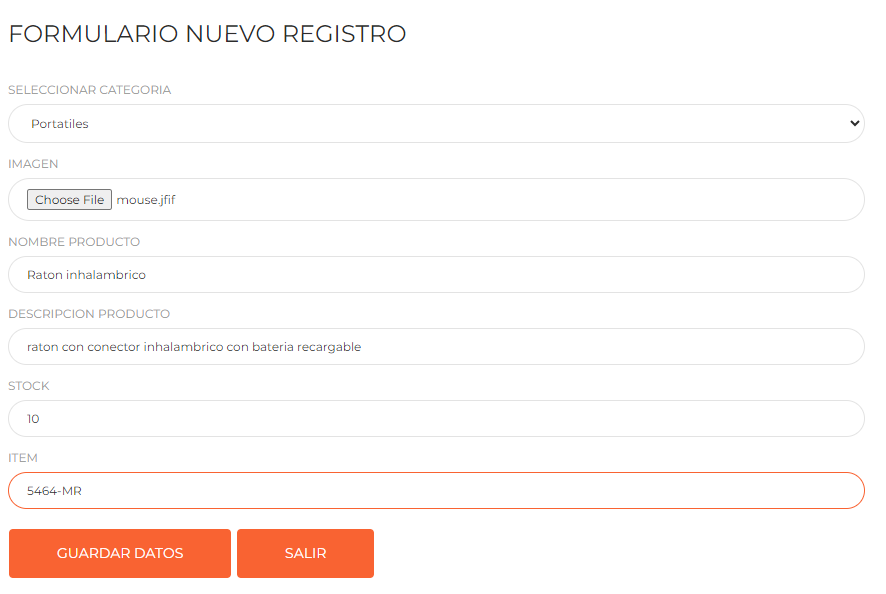 FORMULARIO NUEVO REGISTRO
SELECCIONAR CATEGORIA
Portatiles
IMAGEN
Choose File mouse.jfif
NOMBRE PRODUCTO
Raton inhalambrico
DESCRIPCION PRODUCTO
raton con conector inhalambrico con bateria recargable
STOCK
10
ITEM
5464-MR
GUARDAR DATOS SALIR